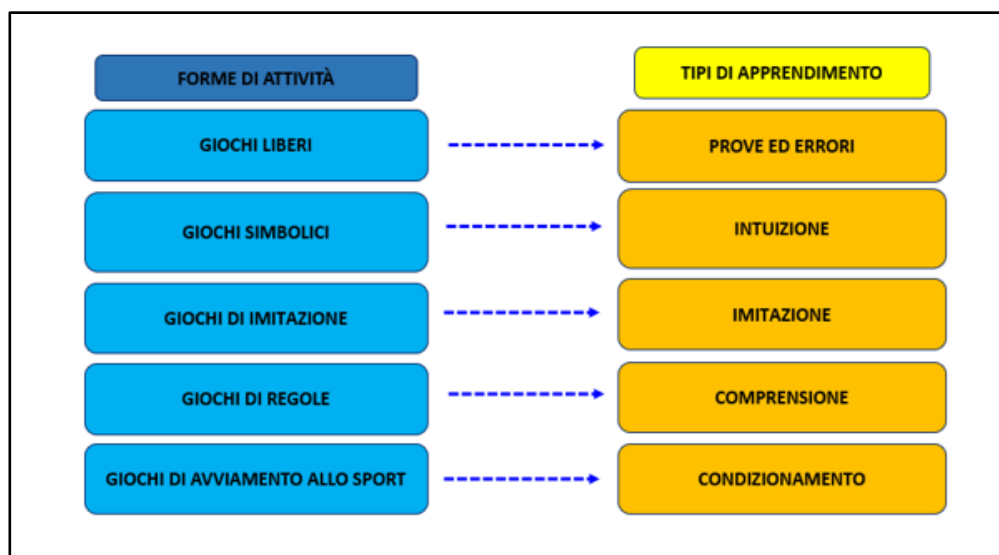 FORME DI ATTIVITÀ
TIPI DI APPRENDIMENTO
GIOCHI LIBERI
PROVE ED ERRORI
GIOCHI SIMBOLICI
INTUIZIONE
GIOCHI DI IMITAZIONE
IMITAZIONE
GIOCHI DI REGOLE
COMPRENSIONE
GIOCHI DI AVVIAMENTO ALLO SPORT
CONDIZIONAMENTO